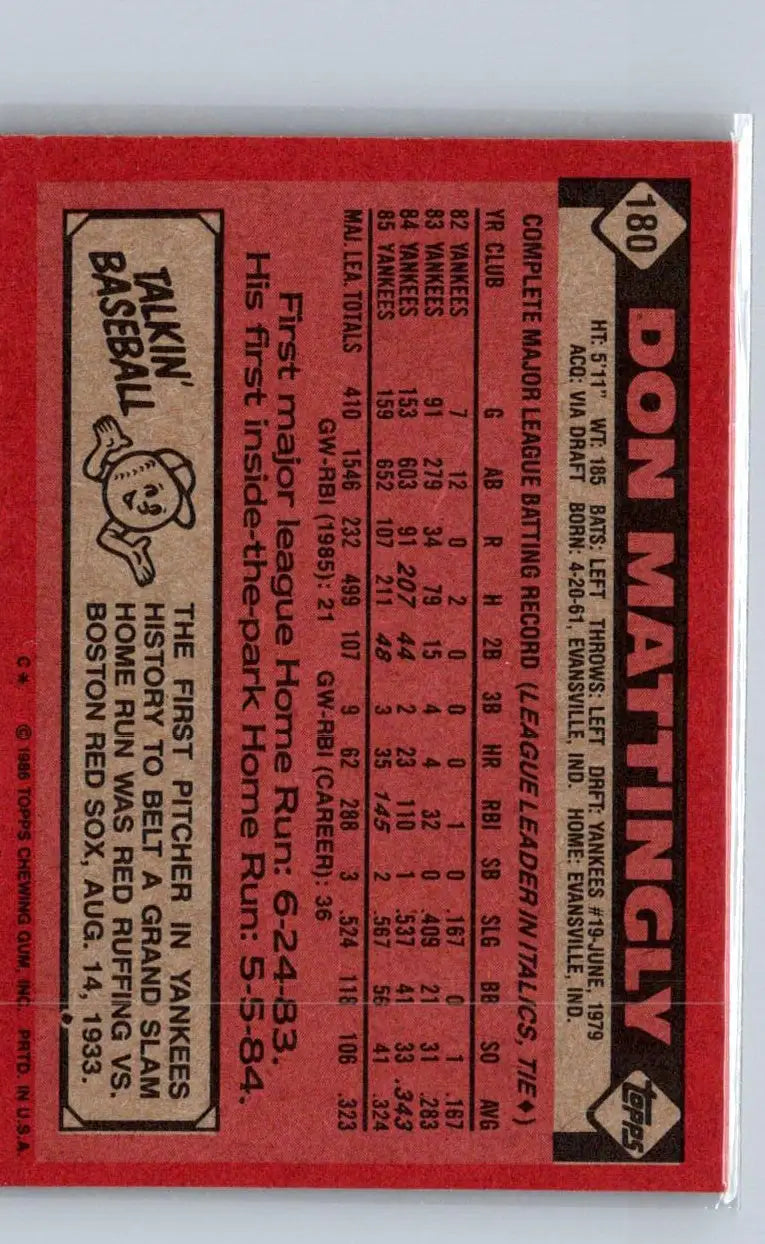 180 DON MATTINGLY TOPPS
HT: 5'11" WT: 185 BATS: LEFT THROWS: LEFT DRFT: YANKEES #19-JUNE, 1979
ACQ: VIA DRAFT BORN: 4-20-61, EVANSVILLE, IND. HOME: EVANSVILLE, IND.
COMPLETE MAJOR LEAGUE BATTING RECORD (LEAGUE LEADER IN ITALICS, TIE♦)
YR CLUB G AB R H 2B 3B HR RBI SB SLG BB SO AVG
82 YANKEES 7 12 0 2 0 0 0 1 0 .167 0 1 .167
83 YANKEES 91 279 34 79 15 4 4 32 0 .409 21 31 .283
84 YANKEES 153 603 91 207 44 2 23 110 1 .537 41 33 .343
85 YANKEES 159 652 107 211 48 3 35 145 2 .567 56 41 .324
MAJ. LEA. TOTALS 410 1546 232 499 107 9 62 288 3 .524 118 106 .323
GW-RBI (1985): 21 GW-RBI (CAREER): 36
First major league Home Run: 6-24-83.
His first inside-the-park Home Run: 5-5-84.
TALKIN'
BASEBALL
THE FIRST PITCHER IN YANKEES
HISTORY TO BELT A GRAND SLAM
HOME RUN WAS RED RUFFING VS.
BOSTON RED SOX, AUG. 14, 1933.
C* © 1986 TOPPS CHEWING GUM, INC. PRTD. IN U.S.A.